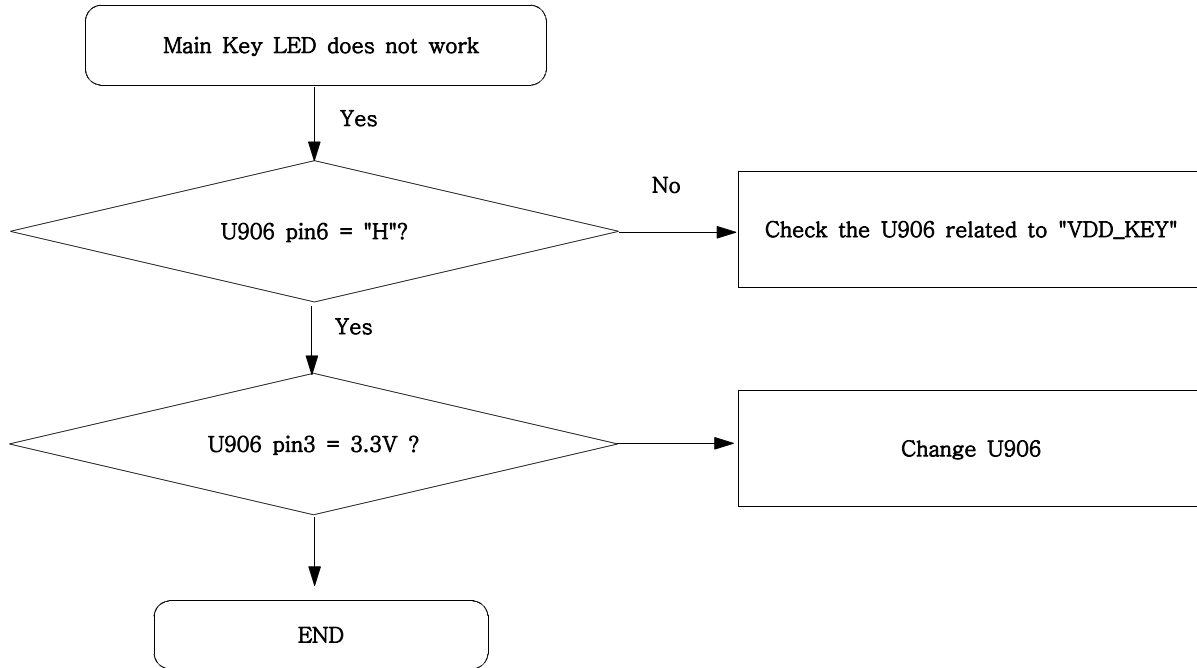 Main Key LED does not work
Yes
U906 pin6 = "H"?
No
Check the U906 related to "VDD_KEY"
Yes
U906 pin3 = 3.3V ?
Change U906
END